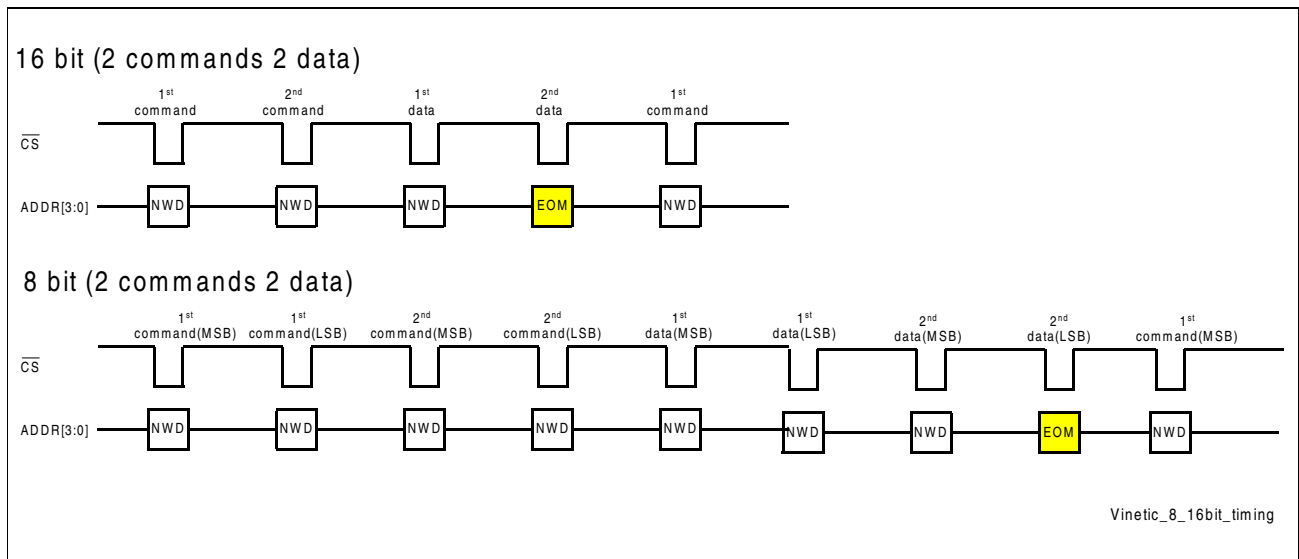 16 bit (2 commands 2 data)
1st 2nd 1st 2nd 1st
command command data data command
CS
ADDR[3:0] NWD NWD NWD EOM NWD
8 bit (2 commands 2 data)
1st 1st 2nd 2nd 1st 1st 2nd 2nd 1st
command(MSB) command(LSB) command(MSB) command(LSB) data(MSB) data(LSB) data(MSB) data(LSB) command(MSB)
CS
ADDR[3:0] NWD NWD NWD NWD NWD NWD NWD EOM NWD
Vinetic_8_16bit_timing